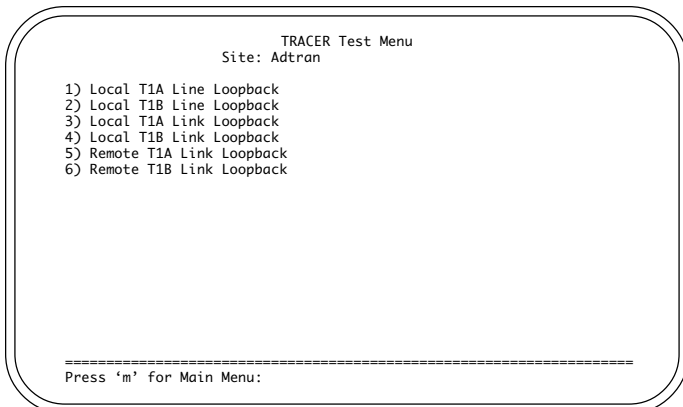 TRACER Test Menu
Site: Adtran
1) Local T1A Line Loopback
2) Local T1B Line Loopback
3) Local T1A Link Loopback
4) Local T1B Link Loopback
5) Remote T1A Link Loopback
6) Remote T1B Link Loopback
=====================================================================
Press ‘m’ for Main Menu: